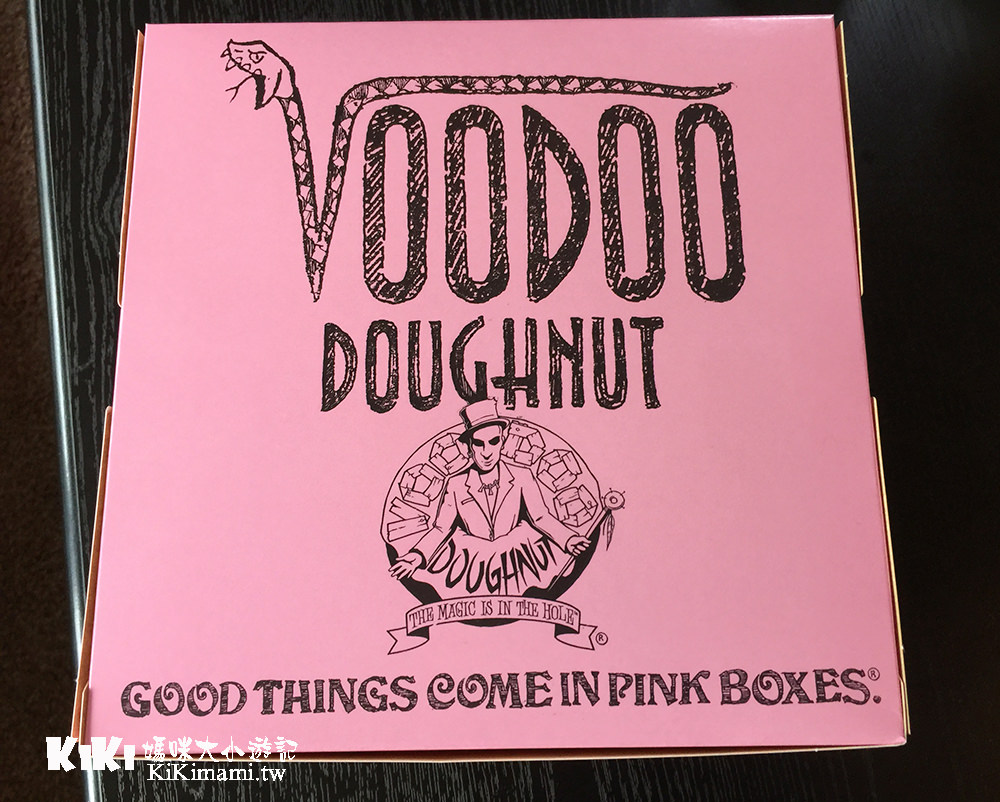 VOODOO
DOUGHNUT
DOUGHNUT
THE MAGIC IS IN THE HOLE™
®
GOOD THINGS COME IN PINK BOXES.®
KiKi 媽咪大小遊記
KiKimami.tw